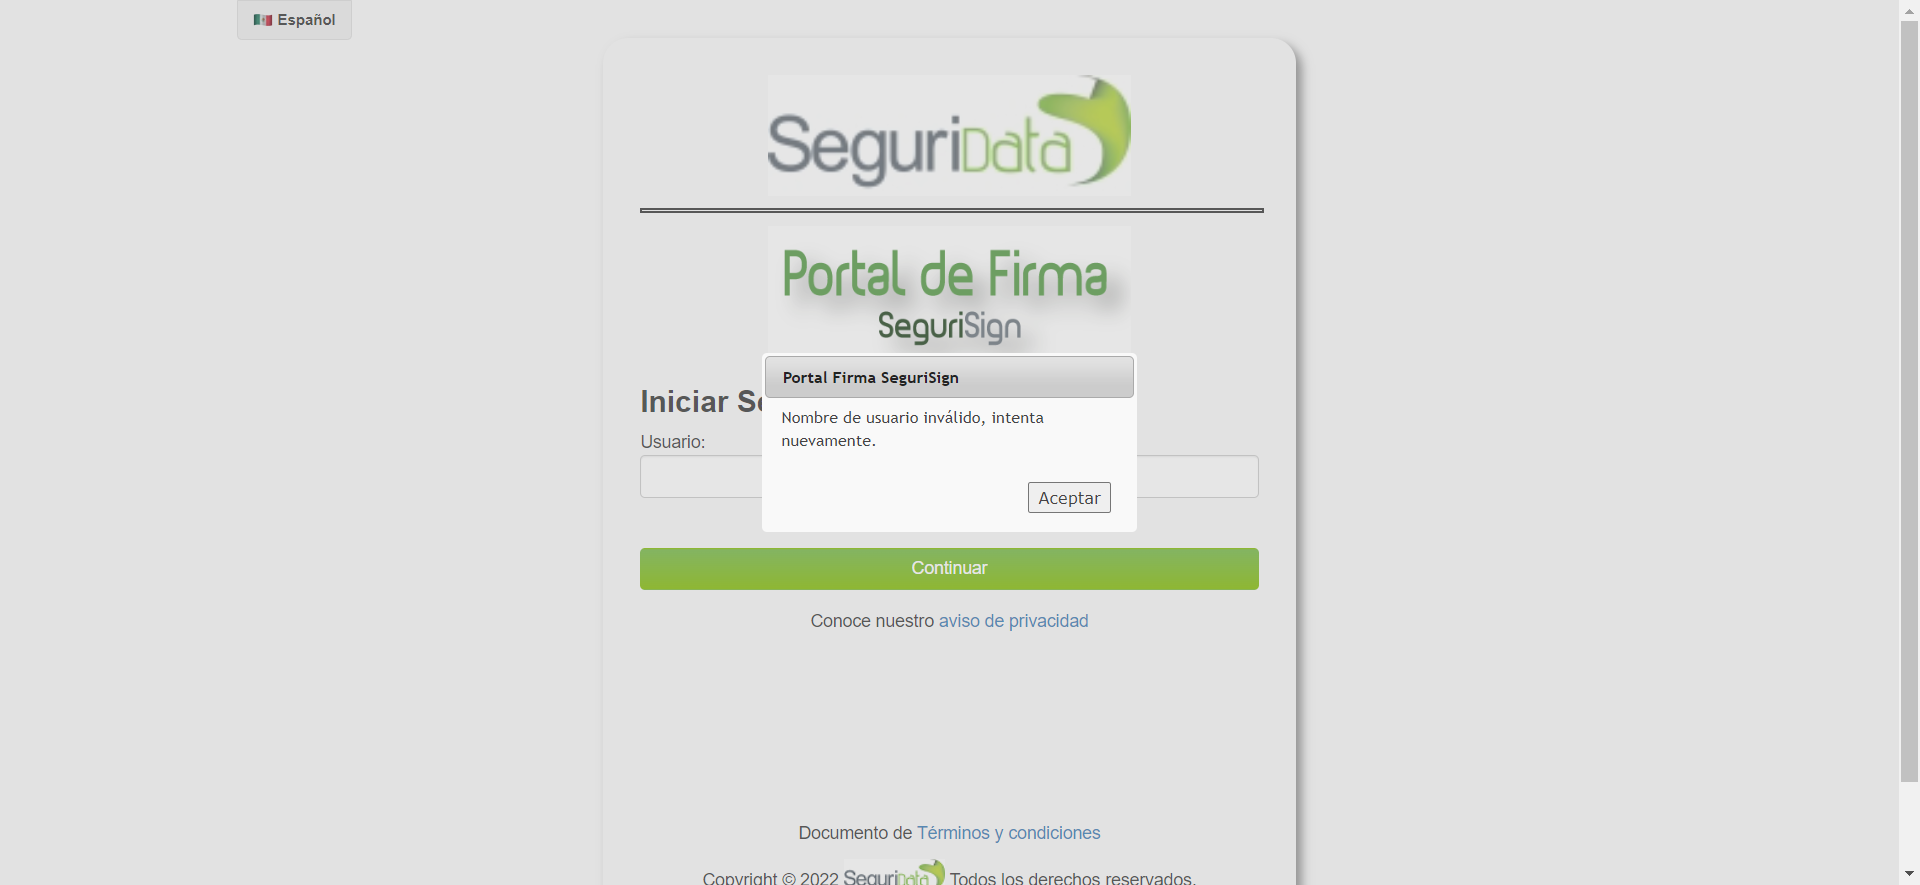 Español
SeguriData
Portal de Firma
SeguriSign
Portal Firma SeguriSign
Nombre de usuario inválido, intenta
nuevamente.
Aceptar
Iniciar
Usuario:
Continuar
Conoce nuestro aviso de privacidad
Documento de Términos y condiciones
Copyright © 2022 SeguriData Todos los derechos reservados.